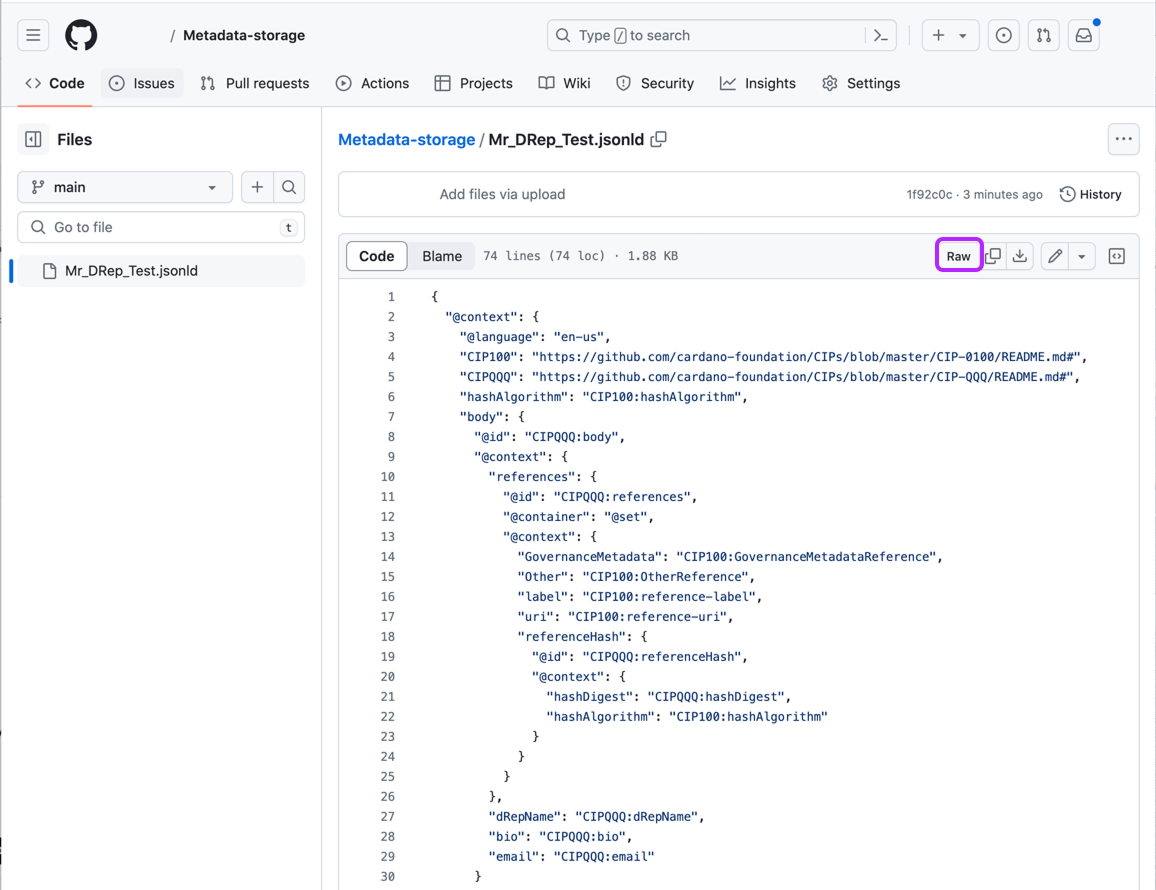 / Metadata-storage
Type / to search
Code Issues Pull requests Actions Projects Wiki Security Insights Settings
Files
main
Go to file t
Mr_DRep_Test.jsonld
Metadata-storage / Mr_DRep_Test.jsonld
Add files via upload 1f92c0c · 3 minutes ago History
Code Blame 74 lines (74 loc) · 1.88 KB Raw
1 {
2 "@context": {
3 "@language": "en-us",
4 "CIP100": "https://github.com/cardano-foundation/CIPs/blob/master/CIP-0100/README.md#",
5 "CIPQQQ": "https://github.com/cardano-foundation/CIPs/blob/master/CIP-QQQ/README.md#",
6 "hashAlgorithm": "CIP100:hashAlgorithm",
7 "body": {
8 "@id": "CIPQQQ:body",
9 "@context": {
10 "references": {
11 "@id": "CIPQQQ:references",
12 "@container": "@set",
13 "@context": {
14 "GovernanceMetadata": "CIP100:GovernanceMetadataReference",
15 "Other": "CIP100:OtherReference",
16 "label": "CIP100:reference-label",
17 "uri": "CIP100:reference-uri",
18 "referenceHash": {
19 "@id": "CIPQQQ:referenceHash",
20 "@context": {
21 "hashDigest": "CIPQQQ:hashDigest",
22 "hashAlgorithm": "CIP100:hashAlgorithm"
23 }
24 }
25 }
26 },
27 "dRepName": "CIPQQQ:dRepName",
28 "bio": "CIPQQQ:bio",
29 "email": "CIPQQQ:email"
30 }